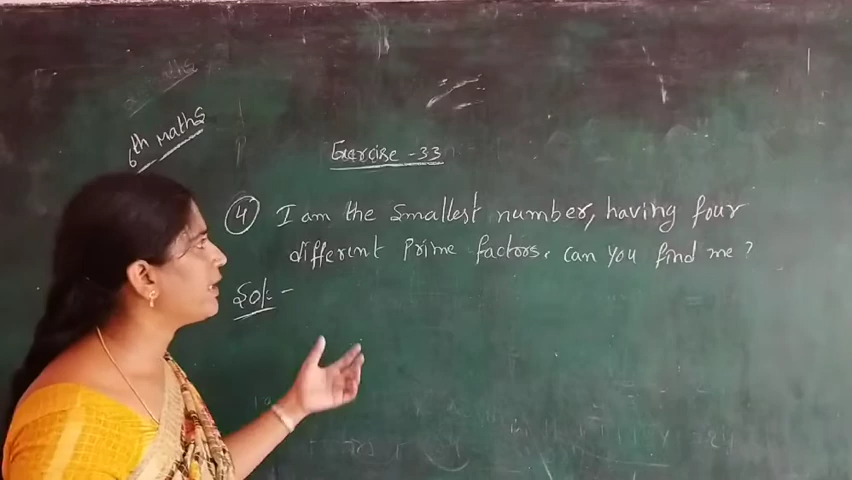 6th Maths
Exercise -33
4 I am the Smallest number, having four
different Prime factors. can you find me ?
Sol:-